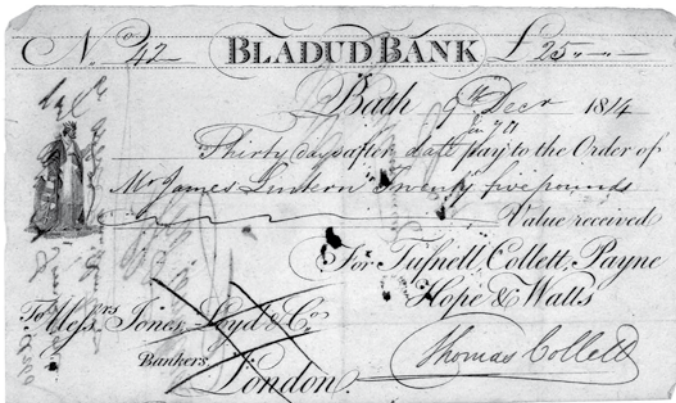 No. 42 BLADUD BANK £25
Bath 9th Decr 1814
Thirty days after date pay to the Order of
Mr James Lintern Twenty five pounds
Value received
For Tufnell, Collett, Payne
Hope & Watts
To Messrs Jones, Loyd & Co.
Bankers
London.
Thomas Collett